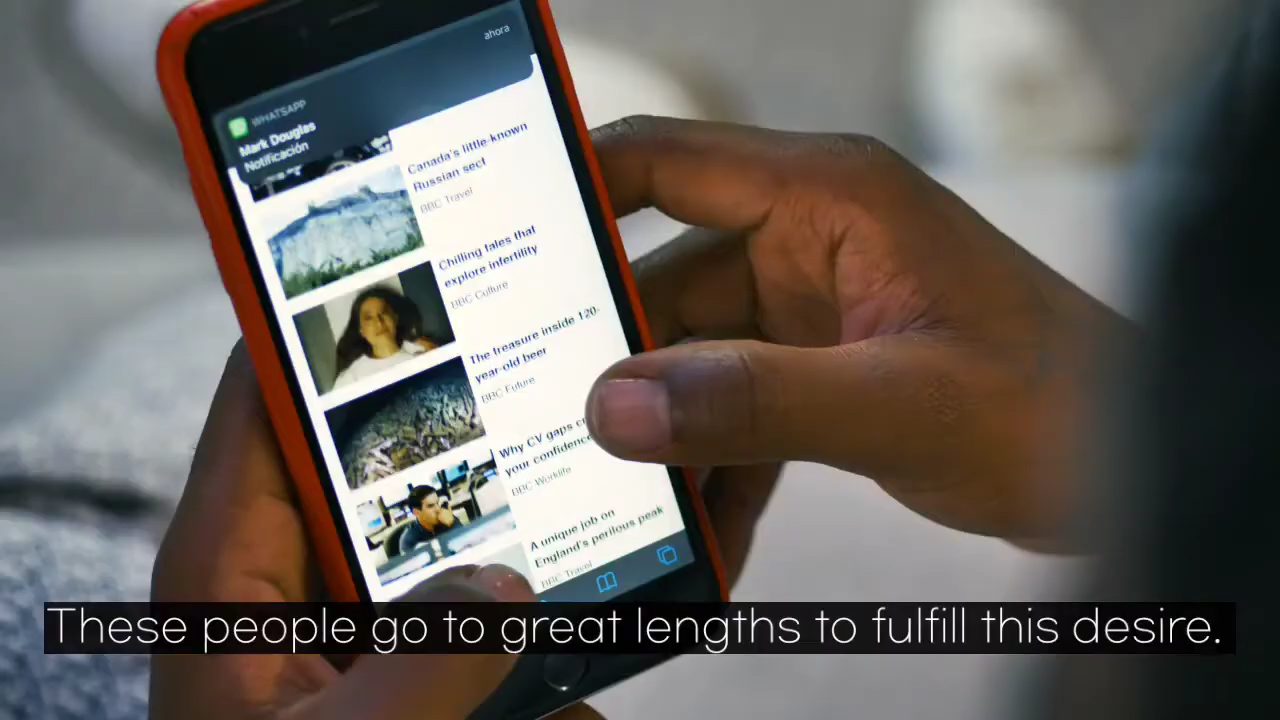 ahora
WHATSAPP
Mark Douglas
Notificación
Canada's little-known
Russian sect
BBC Travel
Chilling tales that
explore infertility
BBC Culture
The treasure inside 120-
year-old beer
BBC Future
Why CV gaps
your confidence
BBC Worklife
A unique job on
England's perilous peak
BBC Travel
These people go to great lengths to fulfill this desire.